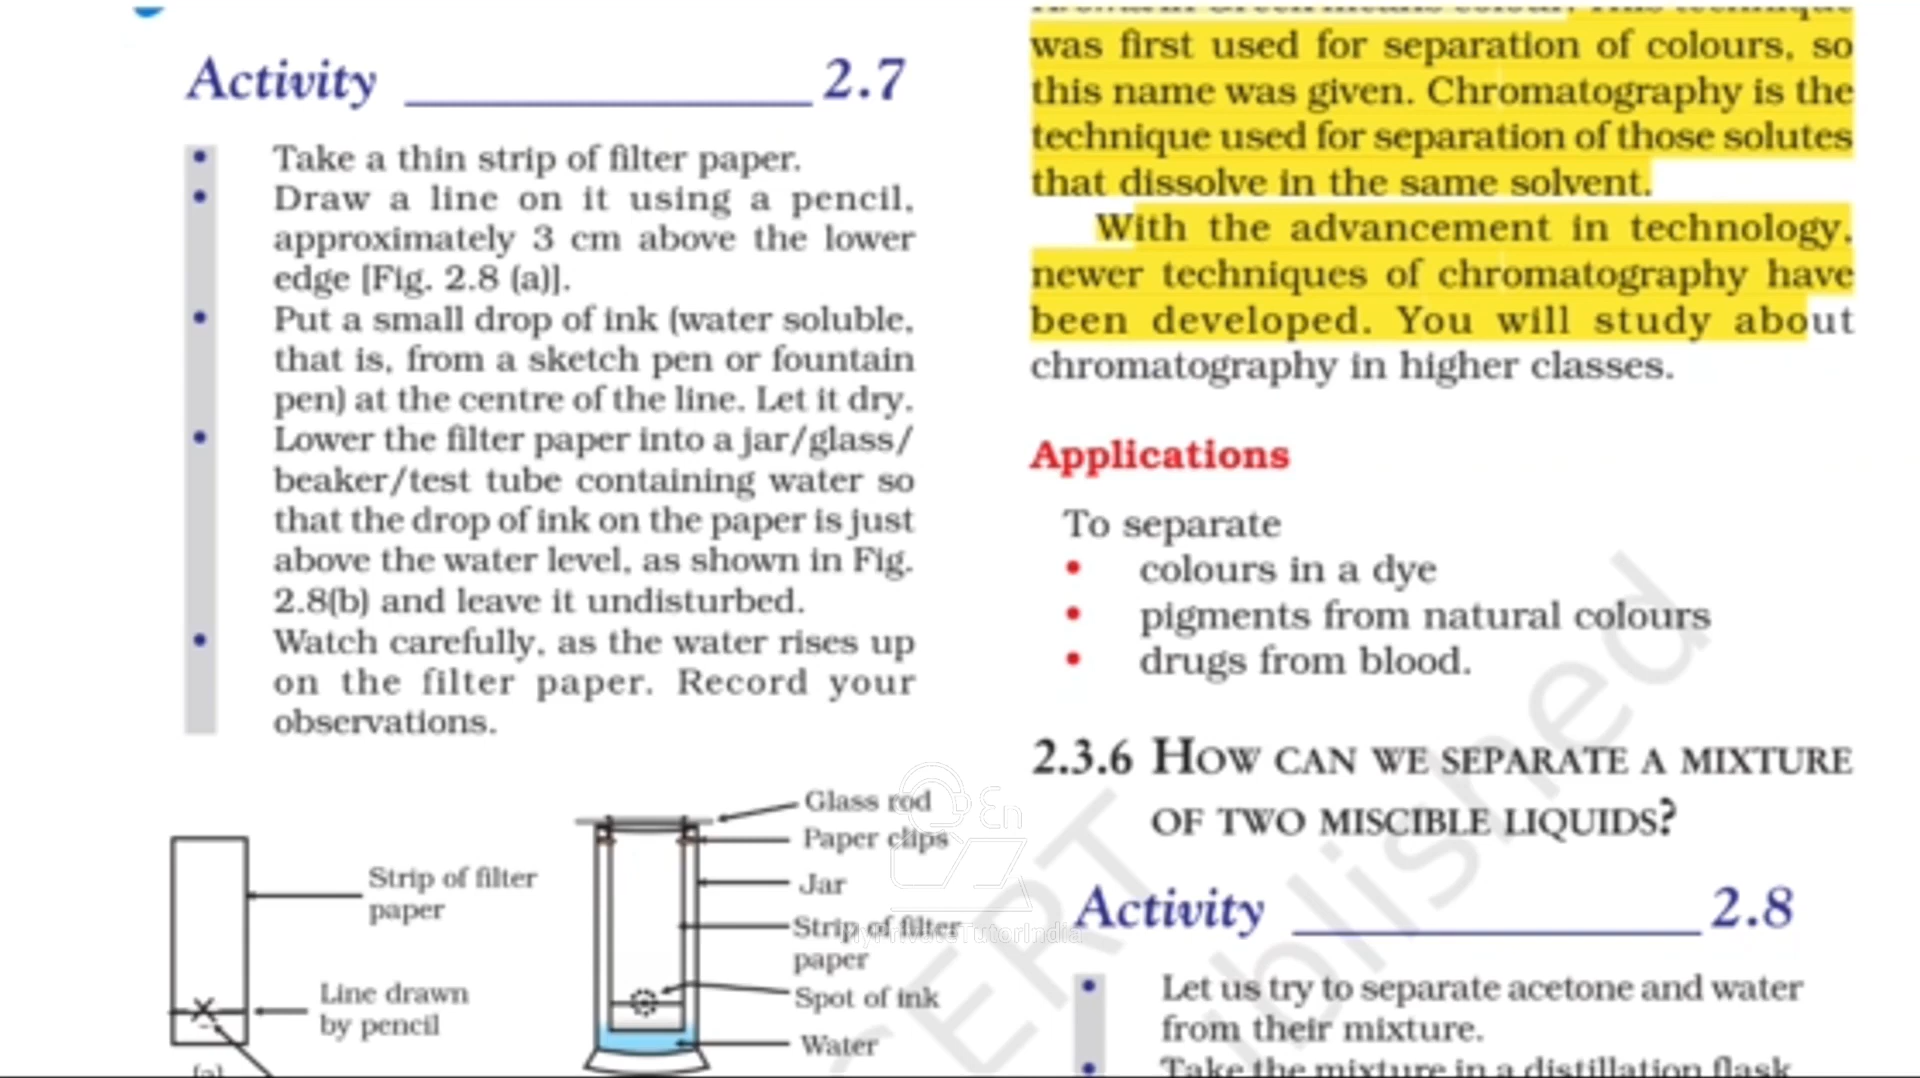 Activity 2.7
• Take a thin strip of filter paper.
• Draw a line on it using a pencil,
approximately 3 cm above the lower
edge [Fig. 2.8 (a)].
• Put a small drop of ink (water soluble,
that is, from a sketch pen or fountain
pen) at the centre of the line. Let it dry.
• Lower the filter paper into a jar/glass/
beaker/test tube containing water so
that the drop of ink on the paper is just
above the water level, as shown in Fig.
2.8(b) and leave it undisturbed.
• Watch carefully, as the water rises up
on the filter paper. Record your
observations.
Strip of filter
paper
Line drawn
by pencil
(a)
Glass rod
Paper clips
Jar
Strip of filter
paper
Spot of ink
Water
was first used for separation of colours, so
this name was given. Chromatography is the
technique used for separation of those solutes
that dissolve in the same solvent.
With the advancement in technology,
newer techniques of chromatography have
been developed. You will study about
chromatography in higher classes.
Applications
To separate
• colours in a dye
• pigments from natural colours
• drugs from blood.
2.3.6 HOW CAN WE SEPARATE A MIXTURE
OF TWO MISCIBLE LIQUIDS?
Activity 2.8
• Let us try to separate acetone and water
from their mixture.
• Take the mixture in a distillation flask